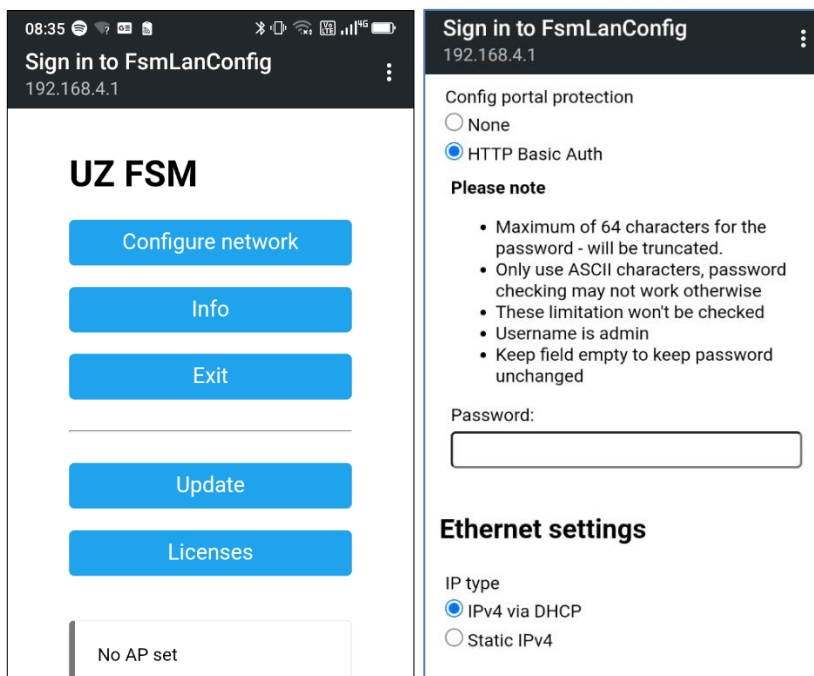 08:35
4G
Sign in to FsmLanConfig
192.168.4.1
UZ FSM
Configure network
Info
Exit
Update
Licenses
No AP set
Sign in to FsmLanConfig
192.168.4.1
Config portal protection
None
HTTP Basic Auth
Please note
• Maximum of 64 characters for the
password - will be truncated.
• Only use ASCII characters, password
checking may not work otherwise
• These limitation won't be checked
• Username is admin
• Keep field empty to keep password
unchanged
Password:
Ethernet settings
IP type
IPv4 via DHCP
Static IPv4